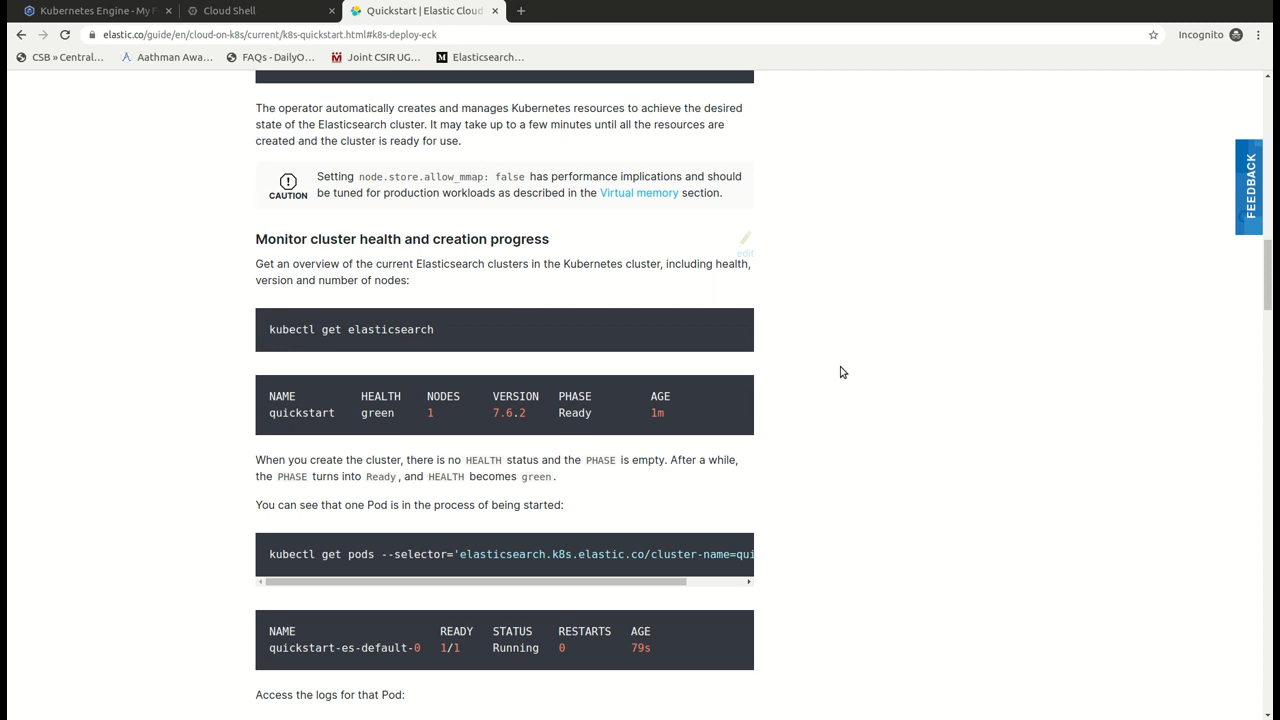 Kubernetes Engine - My F
Cloud Shell
Quickstart | Elastic Cloud
elastic.co/guide/en/cloud-on-k8s/current/k8s-quickstart.html#k8s-deploy-eck
Incognito
CSB » Central...
Aathman Awa...
FAQs - DailyO...
Joint CSIR UG...
Elasticsearch...
The operator automatically creates and manages Kubernetes resources to achieve the desired
state of the Elasticsearch cluster. It may take up to a few minutes until all the resources are
created and the cluster is ready for use.
CAUTION
Setting node.store.allow_mmap: false has performance implications and should
be tuned for production workloads as described in the Virtual memory section.
FEEDBACK
Monitor cluster health and creation progress
edit
Get an overview of the current Elasticsearch clusters in the Kubernetes cluster, including health,
version and number of nodes:
kubectl get elasticsearch
NAME HEALTH NODES VERSION PHASE AGE
quickstart green 1 7.6.2 Ready 1m
When you create the cluster, there is no HEALTH status and the PHASE is empty. After a while,
the PHASE turns into Ready, and HEALTH becomes green.
You can see that one Pod is in the process of being started:
kubectl get pods --selector='elasticsearch.k8s.elastic.co/cluster-name=qui
NAME READY STATUS RESTARTS AGE
quickstart-es-default-0 1/1 Running 0 79s
Access the logs for that Pod: